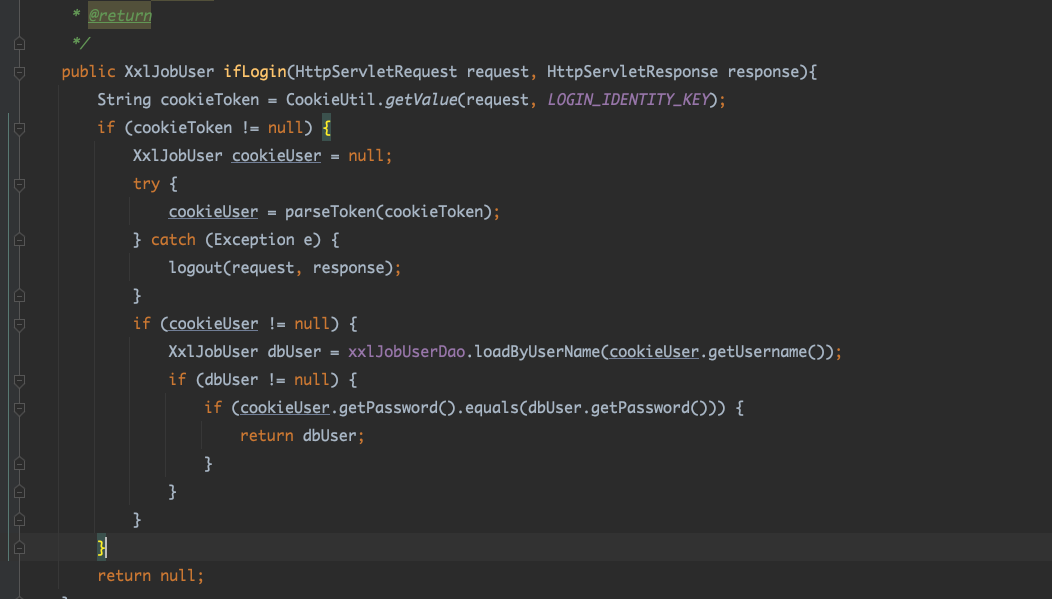 * @return
*/
public XxlJobUser ifLogin(HttpServletRequest request, HttpServletResponse response){
String cookieToken = CookieUtil.getValue(request, LOGIN_IDENTITY_KEY);
if (cookieToken != null) {
XxlJobUser cookieUser = null;
try {
cookieUser = parseToken(cookieToken);
} catch (Exception e) {
logout(request, response);
}
if (cookieUser != null) {
XxlJobUser dbUser = xxlJobUserDao.loadByUserName(cookieUser.getUsername());
if (dbUser != null) {
if (cookieUser.getPassword().equals(dbUser.getPassword())) {
return dbUser;
}
}
}
}
return null;